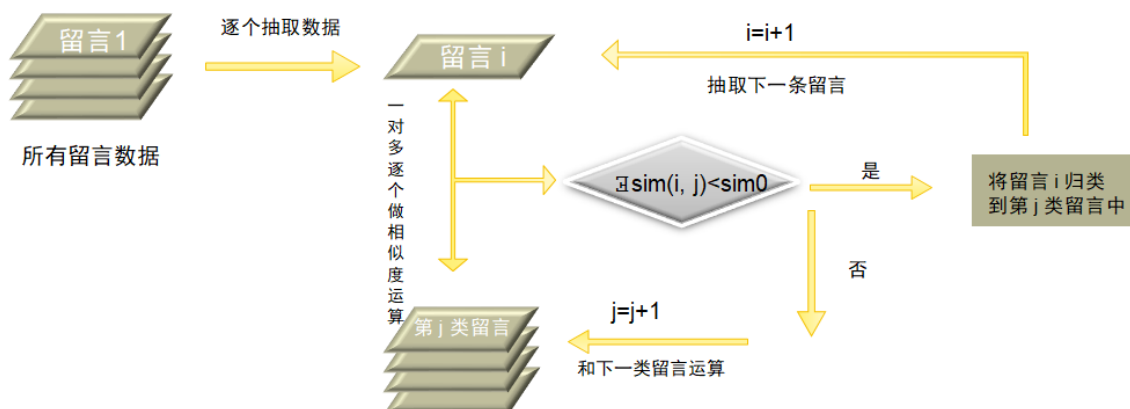 留言1
所有留言数据
逐个抽取数据
留言 i
一对多逐个做相似度运算
i=i+1
抽取下一条留言
∃sim(i, j)<sim0
是
将留言 i 归类
到第 j 类留言中
否
j=j+1
和下一类留言运算
第 j 类留言